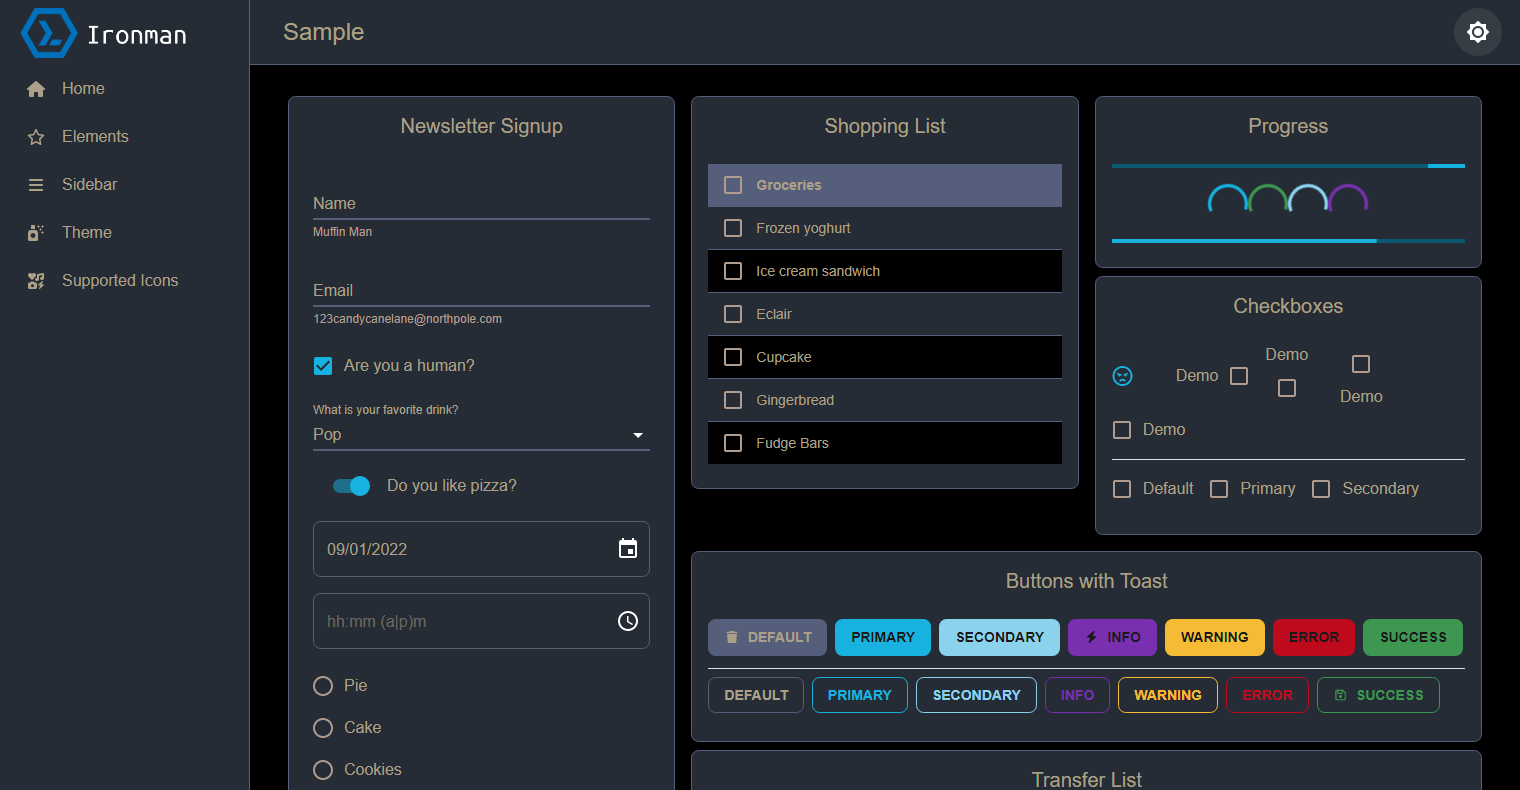 Ironman
Sample
Home
Elements
Sidebar
Theme
Supported Icons
Newsletter Signup
Name
Muffin Man
Email
123candycanelane@northpole.com
Are you a human?
What is your favorite drink?
Pop
Do you like pizza?
09/01/2022
hh:mm (a|p)m
Pie
Cake
Cookies
Shopping List
Groceries
Frozen yoghurt
Ice cream sandwich
Eclair
Cupcake
Gingerbread
Fudge Bars
Progress
Checkboxes
Demo
Demo
Demo
Demo
Default Primary Secondary
Buttons with Toast
DEFAULT PRIMARY SECONDARY INFO WARNING ERROR SUCCESS
DEFAULT PRIMARY SECONDARY INFO WARNING ERROR SUCCESS
Transfer List